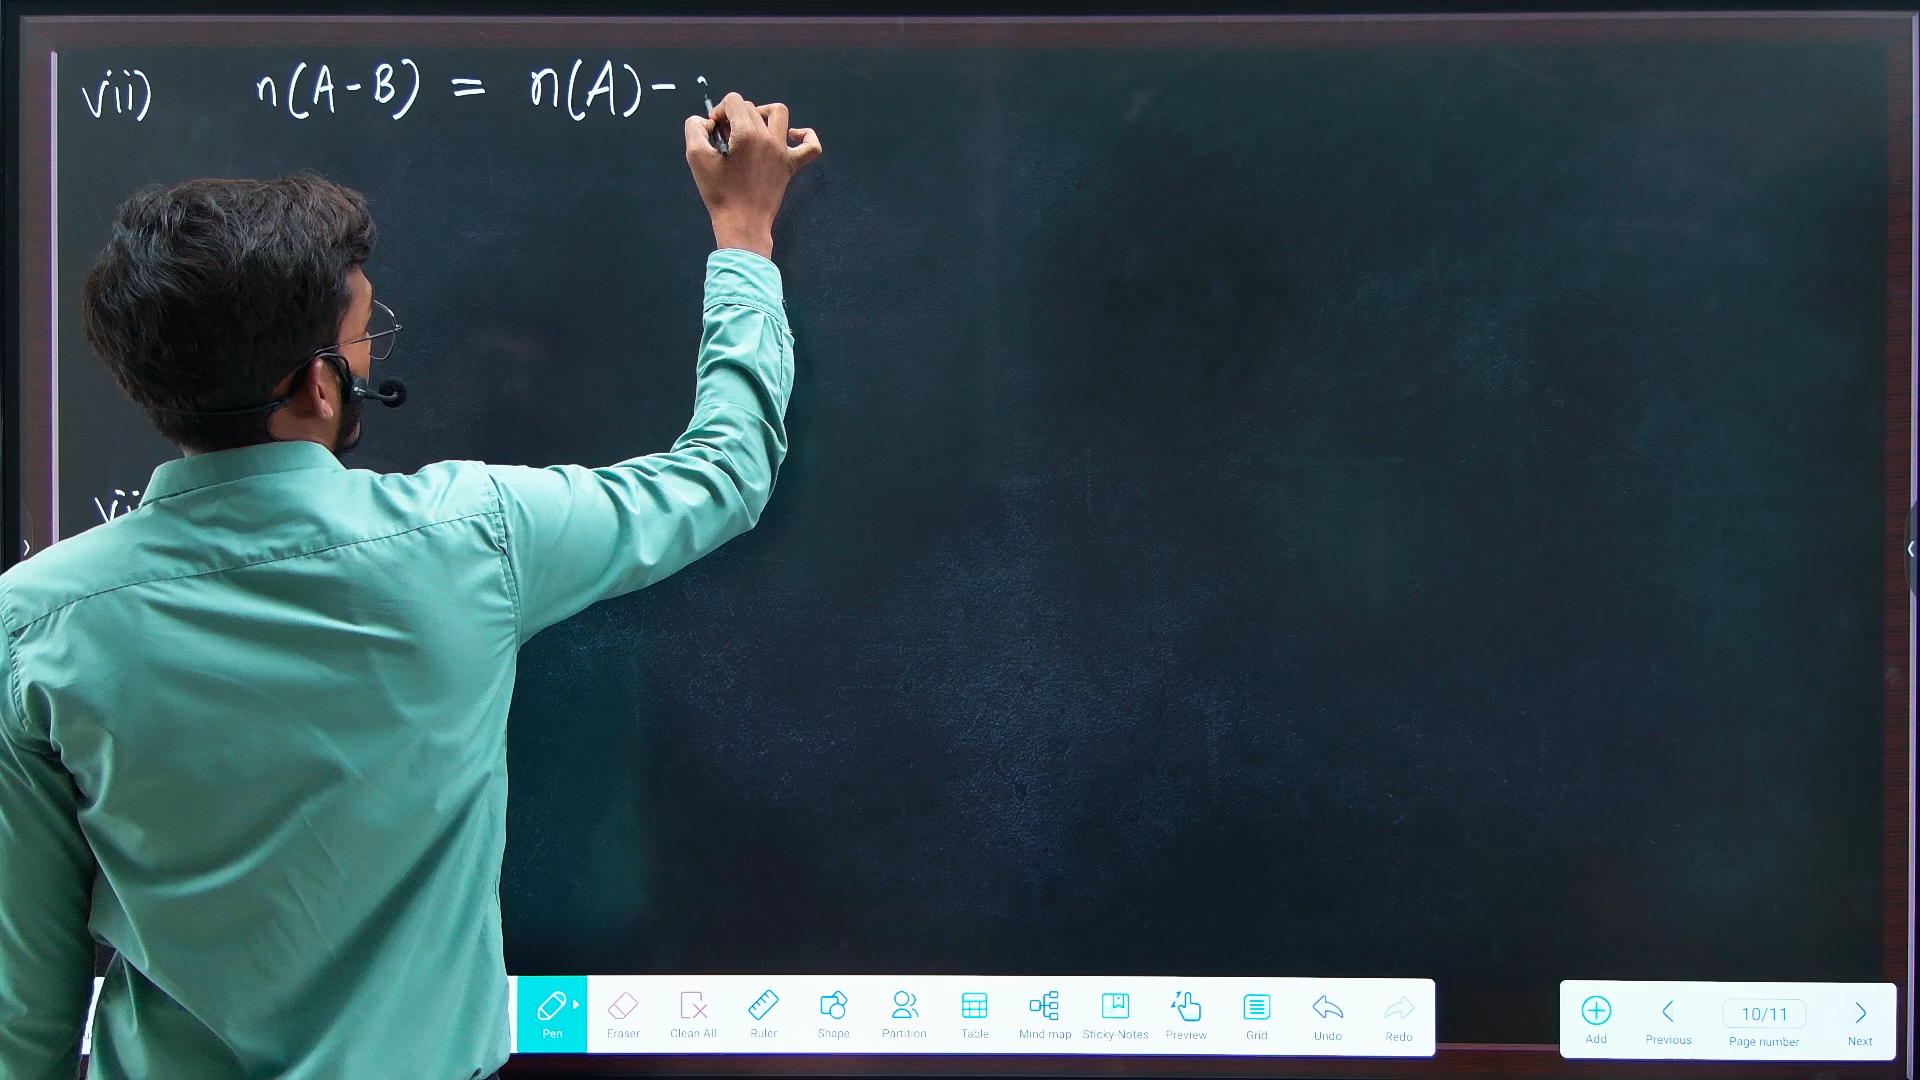 vii) n(A-B) = n(A)-
Pen Eraser Clean All Ruler Shape Partition Table Mind map Sticky-Notes Preview Grid Undo Redo
10/11
Add Previous Page number Next